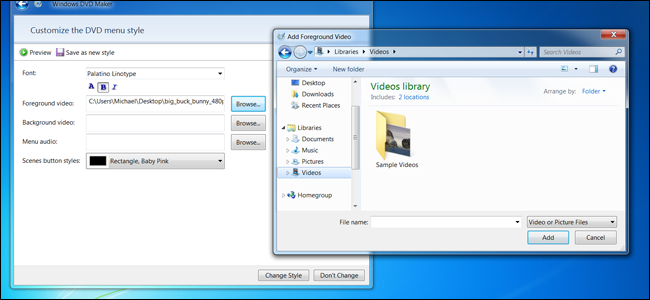 Windows DVD Maker
Customize the DVD menu style
Preview Save as new style
Font: Palatino Linotype
A B I
Foreground video: C:\Users\Michael\Desktop\big_buck_bunny_480p Browse...
Background video: Browse...
Menu audio: Browse...
Scenes button styles: Rectangle, Baby Pink
Change Style Don't Change
Add Foreground Video
Libraries Videos
Search Videos
Organize New folder
Desktop
Downloads
Recent Places
Libraries
Documents
Music
Pictures
Videos
Homegroup
Videos library
Includes: 2 locations
Arrange by: Folder
Sample Videos
File name: Video or Picture Files
Add Cancel